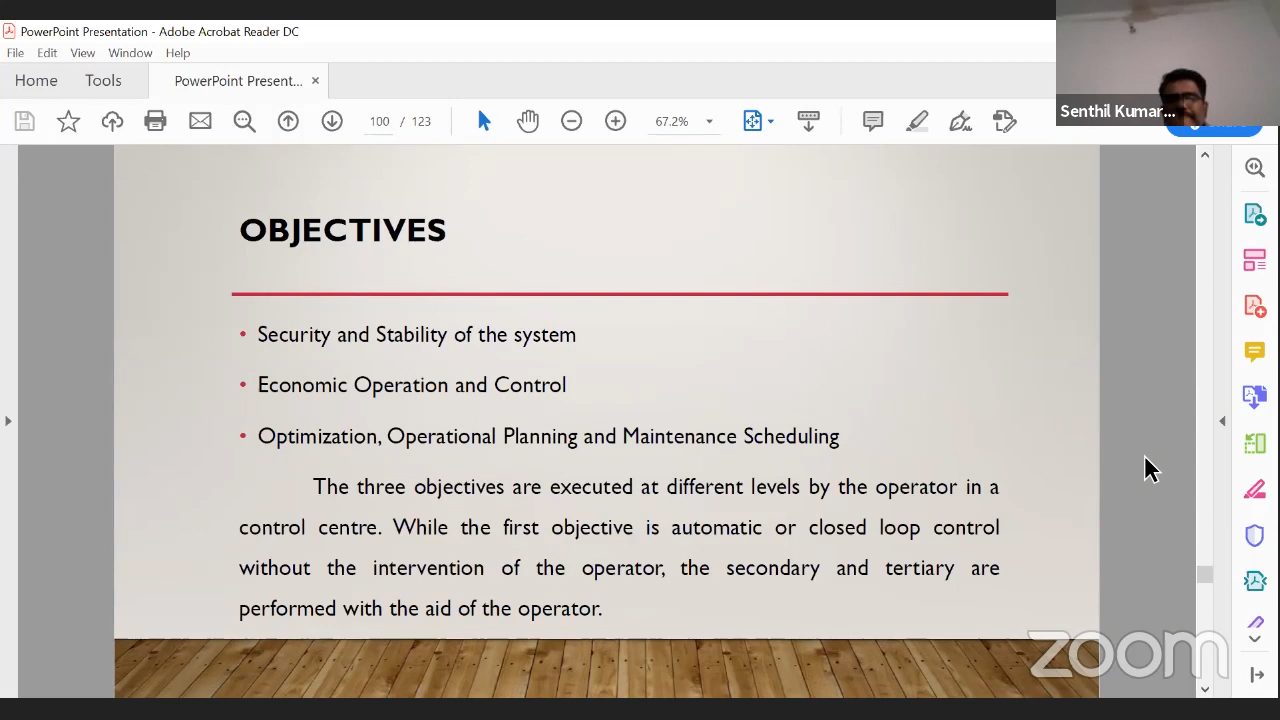 PowerPoint Presentation - Adobe Acrobat Reader DC
File Edit View Window Help
Home Tools PowerPoint Present... ×
100 / 123 67.2%
Senthil Kumar...
OBJECTIVES
• Security and Stability of the system
• Economic Operation and Control
• Optimization, Operational Planning and Maintenance Scheduling
The three objectives are executed at different levels by the operator in a
control centre. While the first objective is automatic or closed loop control
without the intervention of the operator, the secondary and tertiary are
performed with the aid of the operator.
zoom